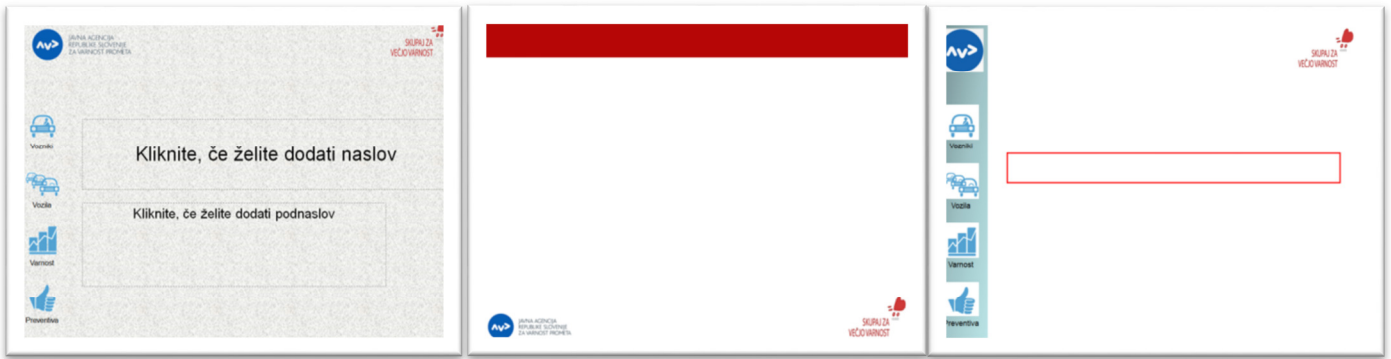 JAVNA AGENCIJA
REPUBLIKE SLOVENIJE
ZA VARNOST PROMETA
SKUPAJ ZA
VEČJO VARNOST
Vozniki
Kliknite, če želite dodati naslov
Vozila
Kliknite, če želite dodati podnaslov
Varnost
Preventiva
JAVNA AGENCIJA
REPUBLIKE SLOVENIJE
ZA VARNOST PROMETA
SKUPAJ ZA
VEČJO VARNOST
SKUPAJ ZA
VEČJO VARNOST
Vozniki
Vozila
Varnost
Preventiva